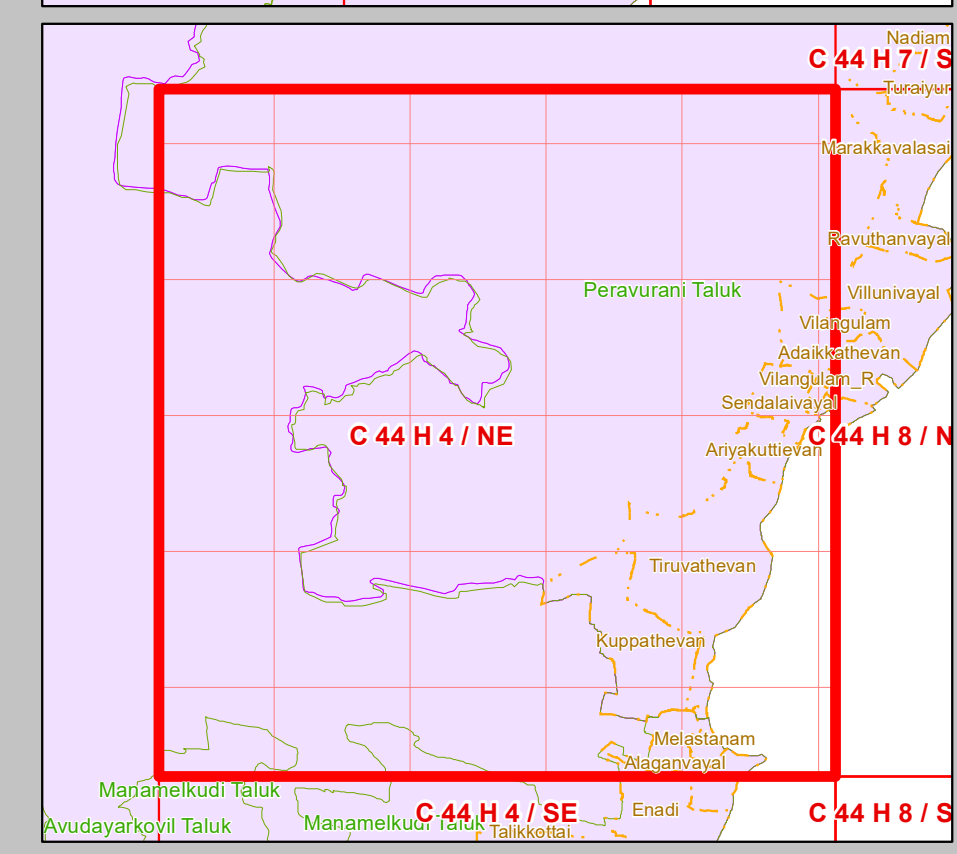 Nadiam
C 44 H 7 / S
Turaiyur
Marakkavalasai
Ravuthanvayal
Peravurani Taluk
Villunivayal
Vilangulam
Adaikkathevan
Vilangulam_R
Sendalaivayal
C 44 H 4 / NE
C 44 H 8 / N
Ariyakuttievan
Tiruvathevan
Kuppathevan
Melastanam
Alaganvayal
Manamelkudi Taluk
Enadi
C 44 H 4 / SE
C 44 H 8 / S
Avudayarkovil Taluk
Manamelkudi Taluk
Talikkottai